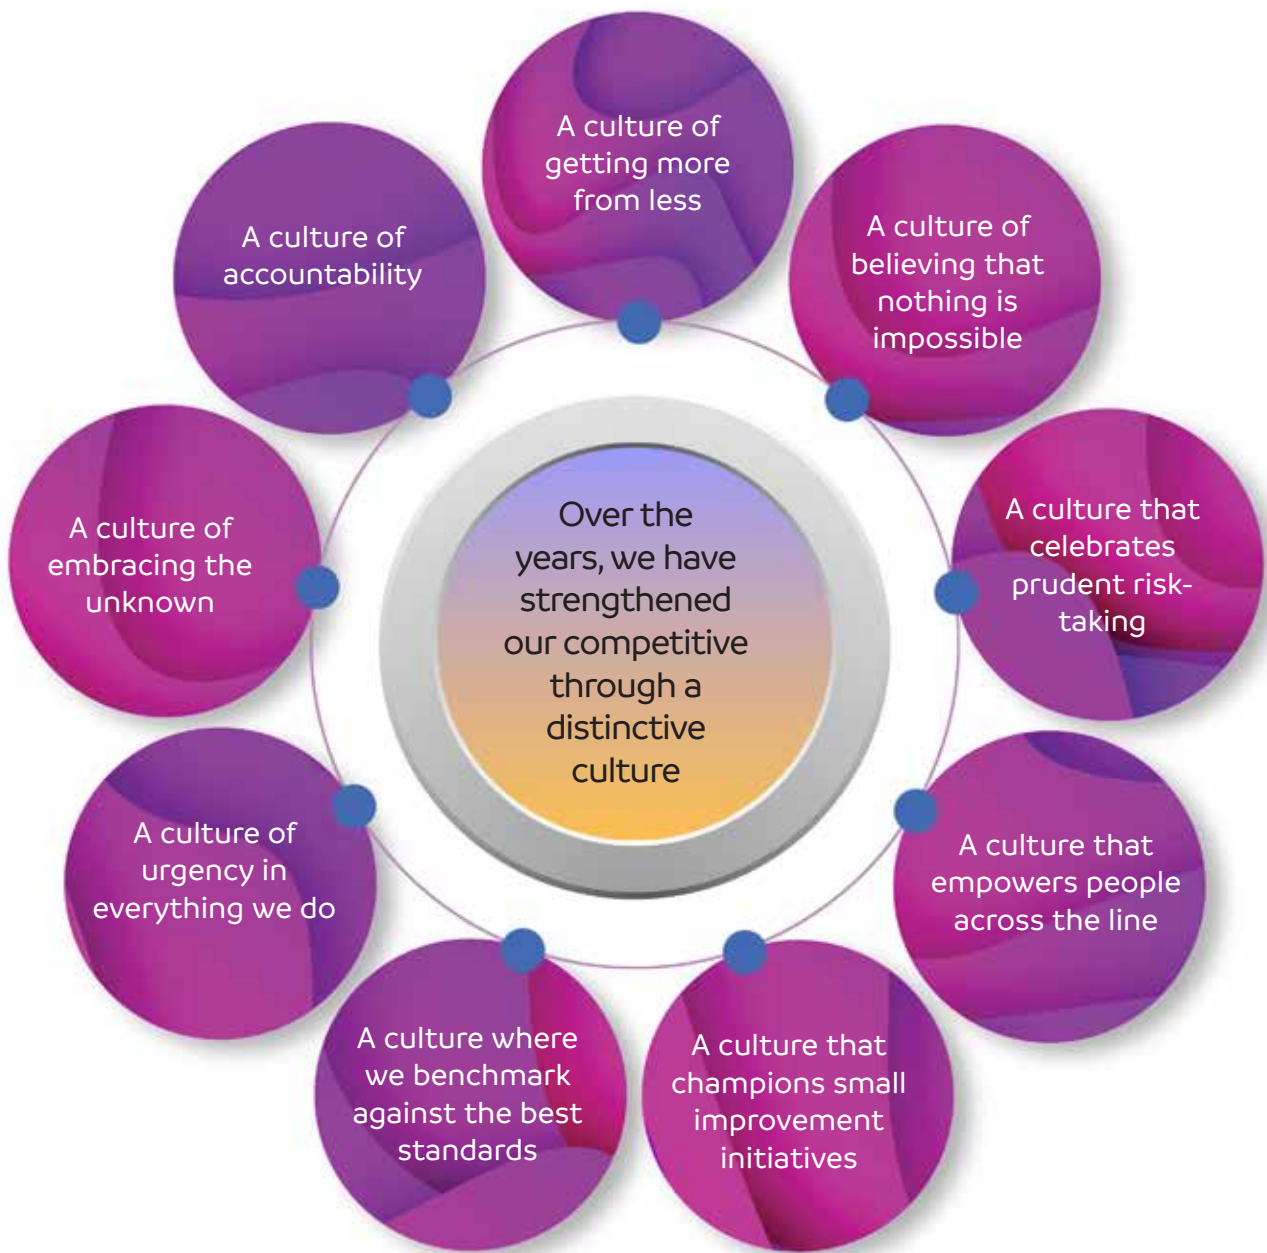 A culture of
getting more
from less
A culture of
believing that
nothing is
impossible
A culture that
celebrates
prudent risk-
taking
A culture that
empowers people
across the line
A culture that
champions small
improvement
initiatives
A culture where
we benchmark
against the best
standards
A culture of
urgency in
everything we do
A culture of
embracing the
unknown
A culture of
accountability
Over the
years, we have
strengthened
our competitive
through a
distinctive
culture